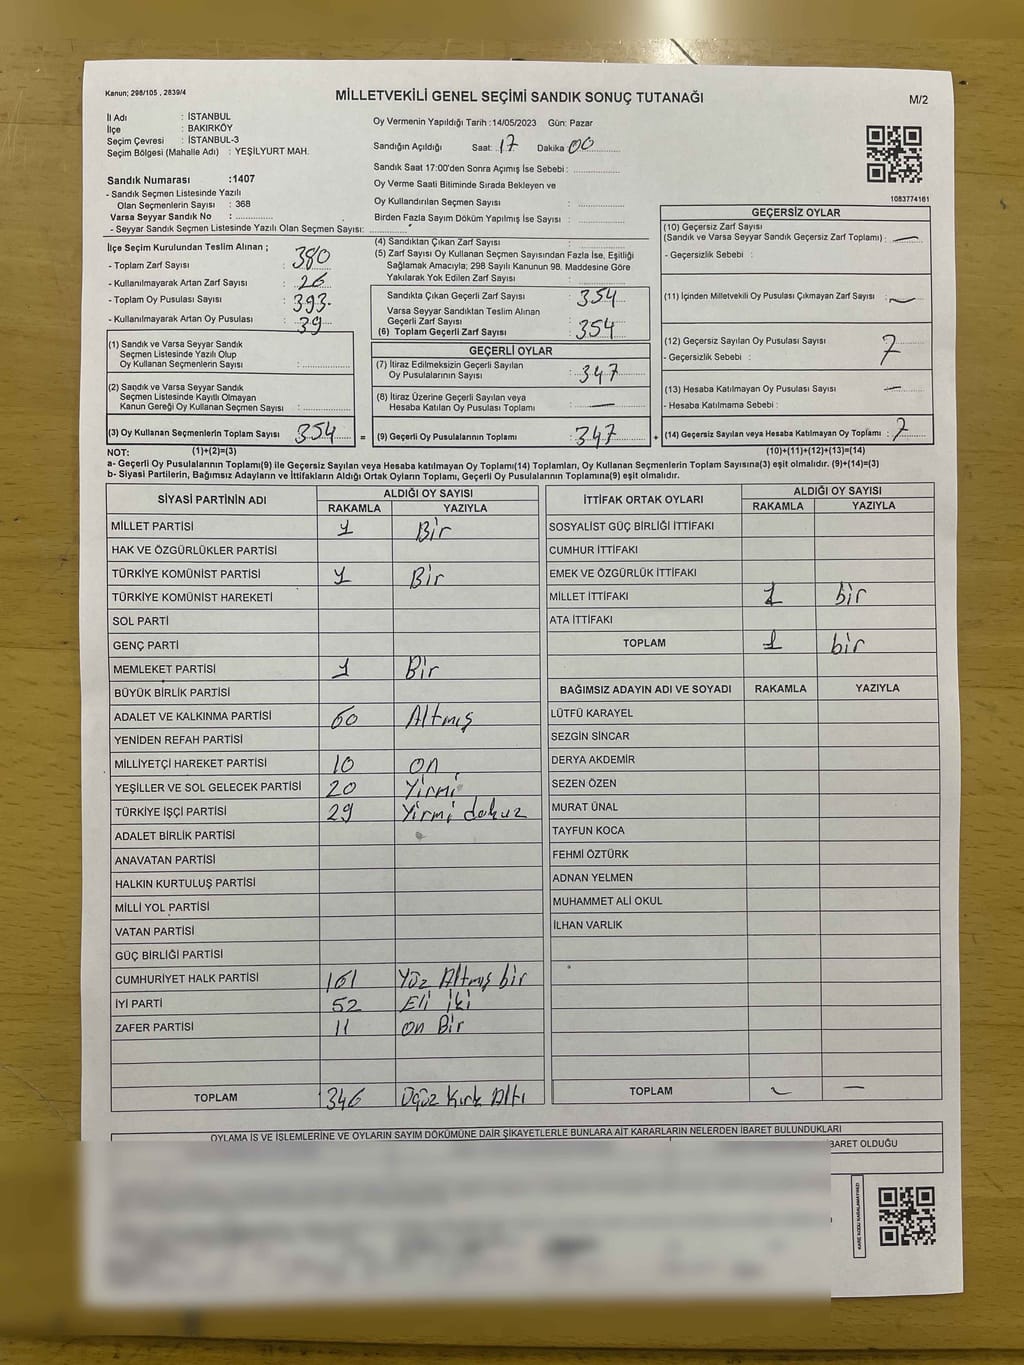 Kanun; 298/105 , 2839/4
MİLLETVEKİLİ GENEL SEÇİMİ SANDIK SONUÇ TUTANAĞI
M/2
İl Adı : İSTANBUL
İlçe : BAKIRKÖY
Seçim Çevresi : İSTANBUL-3
Seçim Bölgesi (Mahalle Adı) : YEŞİLYURT MAH.
Sandık Numarası :1407
- Sandık Seçmen Listesinde Yazılı
Olan Seçmenlerin Sayısı : 368
Varsa Seyyar Sandık No : ..............
- Seyyar Sandık Seçmen Listesinde Yazılı Olan Seçmen Sayısı: ..............
Oy Vermenin Yapıldığı Tarih :14/05/2023 Gün: Pazar
Sandığın Açıldığı Saat: 17 Dakika 00
Sandık Saat 17:00'den Sonra Açımış İse Sebebi : ..............
Oy Verme Saati Bitiminde Sırada Bekleyen ve
Oy Kullandırılan Seçmen Sayısı : ..............
Birden Fazla Sayım Döküm Yapılmış İse Sayısı : ..............
1083774161
İlçe Seçim Kurulundan Teslim Alınan ;
- Toplam Zarf Sayısı : 380
- Kullanılmayarak Artan Zarf Sayısı : 26
- Toplam Oy Pusulası Sayısı : 393
- Kullanılmayarak Artan Oy Pusulası : 39
(1) Sandık ve Varsa Seyyar Sandık
Seçmen Listesinde Yazılı Olup
Oy Kullanan Seçmenlerin Sayısı : ..............
(2) Sandık ve Varsa Seyyar Sandık
Seçmen Listesinde Kayıtlı Olmayan
Kanun Gereği Oy Kullanan Seçmen Sayısı : ..............
(3) Oy Kullanan Seçmenlerin Toplam Sayısı 354
(4) Sandıktan Çıkan Zarf Sayısı : ..............
(5) Zarf Sayısı Oy Kullanan Seçmen Sayısından Fazla İse, Eşitliği
Sağlamak Amacıyla; 298 Sayılı Kanunun 98. Maddesine Göre
Yakılarak Yok Edilen Zarf Sayısı : ..............
Sandıkta Çıkan Geçerli Zarf Sayısı : 354
Varsa Seyyar Sandıktan Teslim Alınan
Geçerli Zarf Sayısı : ..............
(6) Toplam Geçerli Zarf Sayısı : 354
GEÇERLİ OYLAR
(7) İtiraz Edilmeksizin Geçerli Sayılan
Oy Pusulalarının Sayısı : 347
(8) İtiraz Üzerine Geçerli Sayılan veya
Hesaba Katılan Oy Pusulası Toplamı : —
= (9) Geçerli Oy Pusulalarının Toplamı : 347
GEÇERSİZ OYLAR
(10) Geçersiz Zarf Sayısı
(Sandık ve Varsa Seyyar Sandık Geçersiz Zarf Toplamı) : —
- Geçersizlik Sebebi :
(11) İçinden Milletvekili Oy Pusulası Çıkmayan Zarf Sayısı : —
(12) Geçersiz Sayılan Oy Pusulası Sayısı : 7
- Geçersizlik Sebebi :
(13) Hesaba Katılmayan Oy Pusulası Sayısı —
- Hesaba Katılmama Sebebi :
+ (14) Geçersiz Sayılan veya Hesaba Katılmayan Oy Toplamı : 7
NOT: (1)+(2)=(3) (10)+(11)+(12)+(13)=(14)
a- Geçerli Oy Pusulalarının Toplamı(9) ile Geçersiz Sayılan veya Hesaba katılmayan Oy Toplamı(14) Toplamları, Oy Kullanan Seçmenlerin Toplam Sayısına(3) eşit olmalıdır. (9)+(14)=(3)
b- Siyasi Partilerin, Bağımsız Adayların ve İttifakların Aldığı Ortak Oyların Toplamı, Geçerli Oy Pusulalarının Toplamına(9) eşit olmalıdır.
SİYASİ PARTİNİN ADI ALDIĞI OY SAYISI
RAKAMLA YAZIYLA
MİLLET PARTİSİ 1 Bir
HAK VE ÖZGÜRLÜKLER PARTİSİ
TÜRKİYE KOMÜNİST PARTİSİ 1 Bir
TÜRKİYE KOMÜNİST HAREKETİ
SOL PARTİ
GENÇ PARTİ
MEMLEKET PARTİSİ 1 Bir
BÜYÜK BİRLİK PARTİSİ
ADALET VE KALKINMA PARTİSİ 60 Altmış
YENİDEN REFAH PARTİSİ
MİLLİYETÇİ HAREKET PARTİSİ 10 on
YEŞİLLER VE SOL GELECEK PARTİSİ 20 Yirmi
TÜRKİYE İŞÇİ PARTİSİ 29 Yirmi dokuz
ADALET BİRLİK PARTİSİ
ANAVATAN PARTİSİ
HALKIN KURTULUŞ PARTİSİ
MİLLİ YOL PARTİSİ
VATAN PARTİSİ
GÜÇ BİRLİĞİ PARTİSİ
CUMHURİYET HALK PARTİSİ 161 Yüz Altmış bir
İYİ PARTİ 52 Eli iki
ZAFER PARTİSİ 11 on Bir
TOPLAM 346 Üçüz Kırk Altı
İTTİFAK ORTAK OYLARI ALDIĞI OY SAYISI
RAKAMLA YAZIYLA
SOSYALİST GÜÇ BİRLİĞİ İTTİFAKI
CUMHUR İTTİFAKI
EMEK VE ÖZGÜRLÜK İTTİFAKI
MİLLET İTTİFAKI 1 bir
ATA İTTİFAKI
TOPLAM 1 bir
BAĞIMSIZ ADAYIN ADI VE SOYADI RAKAMLA YAZIYLA
LÜTFÜ KARAYEL
SEZGİN SİNCAR
DERYA AKDEMİR
SEZEN ÖZEN
MURAT ÜNAL
TAYFUN KOCA
FEHMİ ÖZTÜRK
ADNAN YELMEN
MUHAMMET ALİ OKUL
İLHAN VARLIK
TOPLAM — —
OYLAMA İŞ VE İŞLEMLERİNE VE OYLARIN SAYIM DÖKÜMÜNE DAİR ŞİKAYETLERLE BUNLARA AİT KARARLARIN NELERDEN İBARET BULUNDUKLARI
BARET OLDUĞU
KARE KODU KARALAMAYINIZ!